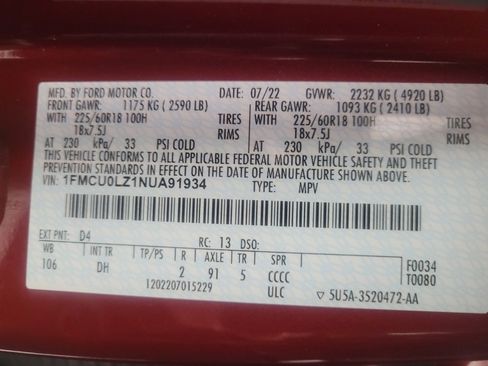 MFD. BY FORD MOTOR CO. DATE: 07/22 GVWR: 2232 KG ( 4920 LB)
FRONT GAWR: 1175 KG ( 2590 LB) REAR GAWR: 1093 KG ( 2410 LB)
WITH 225/60R18 100H TIRES WITH 225/60R18 100H TIRES
18x7.5J RIMS 18x7.5J RIMS
AT 230 kPa/ 33 PSI COLD AT 230 kPa/ 33 PSI COLD
THIS VEHICLE CONFORMS TO ALL APPLICABLE FEDERAL MOTOR VEHICLE SAFETY AND THEFT
PREVENTION STANDARDS IN EFFECT ON THE DATE OF MANUFACTURE SHOWN ABOVE.
VIN: 1FMCU0LZ1NUA91934 TYPE: MPV
EXT PNT: D4 RC: 13 DSO:
WB INT TR TP/PS R AXLE TR SPR F0034
106 DH 2 91 5 CCCC T0080
1202207015229 ULC ▽ 5U5A-3520472-AA